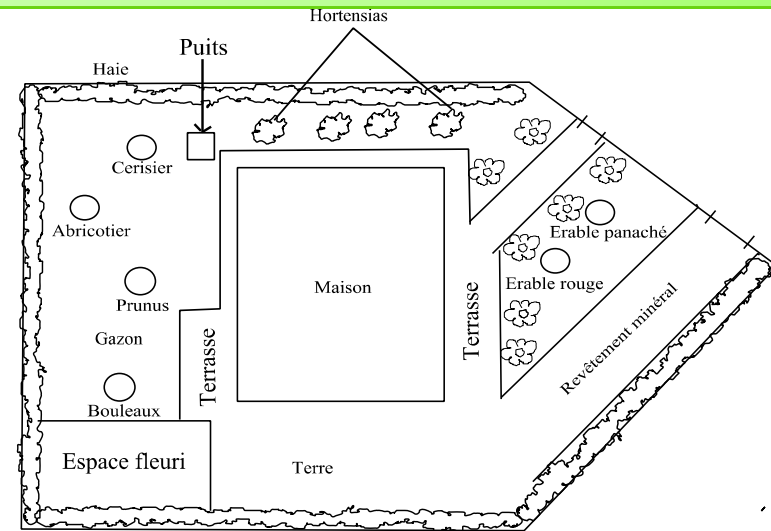 Hortensias
Puits
Haie
Cerisier
Abricotier
Erable panaché
Erable rouge
Prunus
Maison
Gazon
Terrasse
Terrasse
Revêtement minéral
Bouleaux
Espace fleuri
Terre